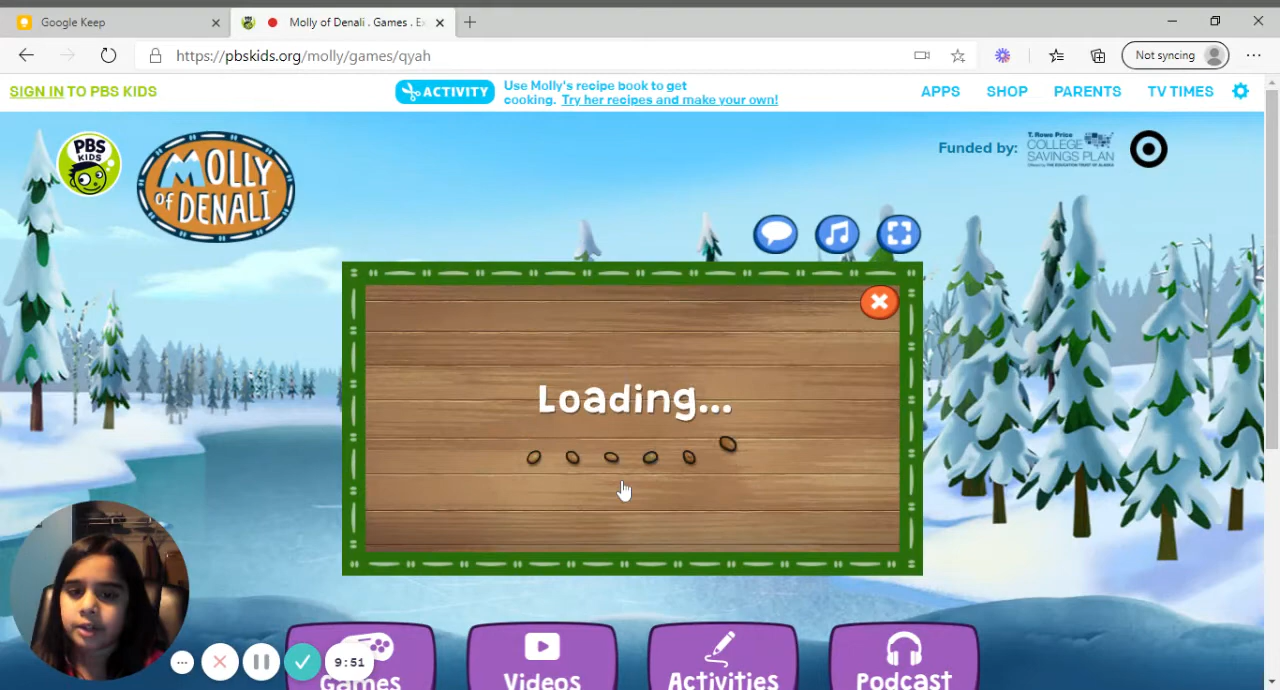 Google Keep
Molly of Denali . Games . Ex
https://pbskids.org/molly/games/qyah
Not syncing
SIGN IN TO PBS KIDS
ACTIVITY
Use Molly's recipe book to get
cooking. Try her recipes and make your own!
APPS
SHOP
PARENTS
TV TIMES
PBS
KIDS
MOLLY
of DENALI
Funded by:
T. Rowe Price
COLLEGE
SAVINGS PLAN
Loading...
9:51
Games
Videos
Activities
Podcast